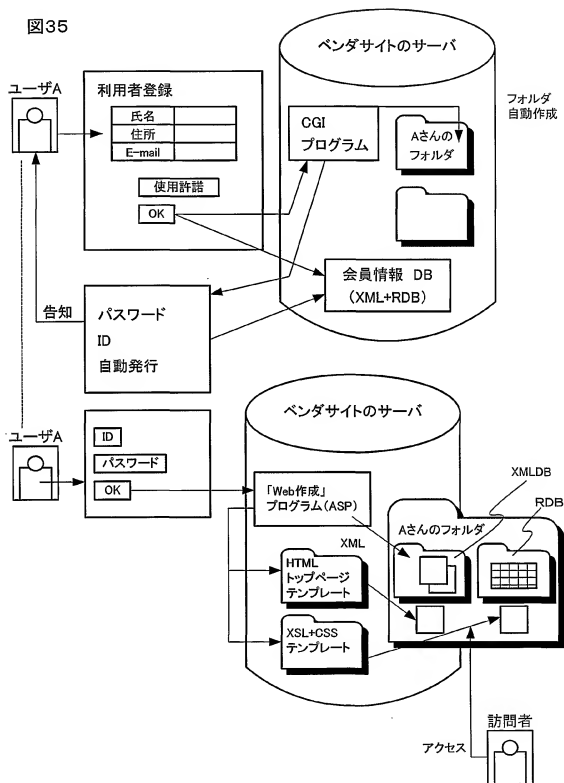 図35
ベンダサイトのサーバ
ユーザA
利用者登録
氏名
住所
E-mail
使用許諾
OK
CGI
プログラム
Aさんの
フォルダ
フォルダ
自動作成
会員情報 DB
(XML+RDB)
告知
パスワード
ID
自動発行
ベンダサイトのサーバ
ユーザA
ID
パスワード
OK
「Web作成」
プログラム(ASP)
XMLDB
RDB
Aさんのフォルダ
XML
HTML
トップページ
テンプレート
XSL+CSS
テンプレート
訪問者
アクセス